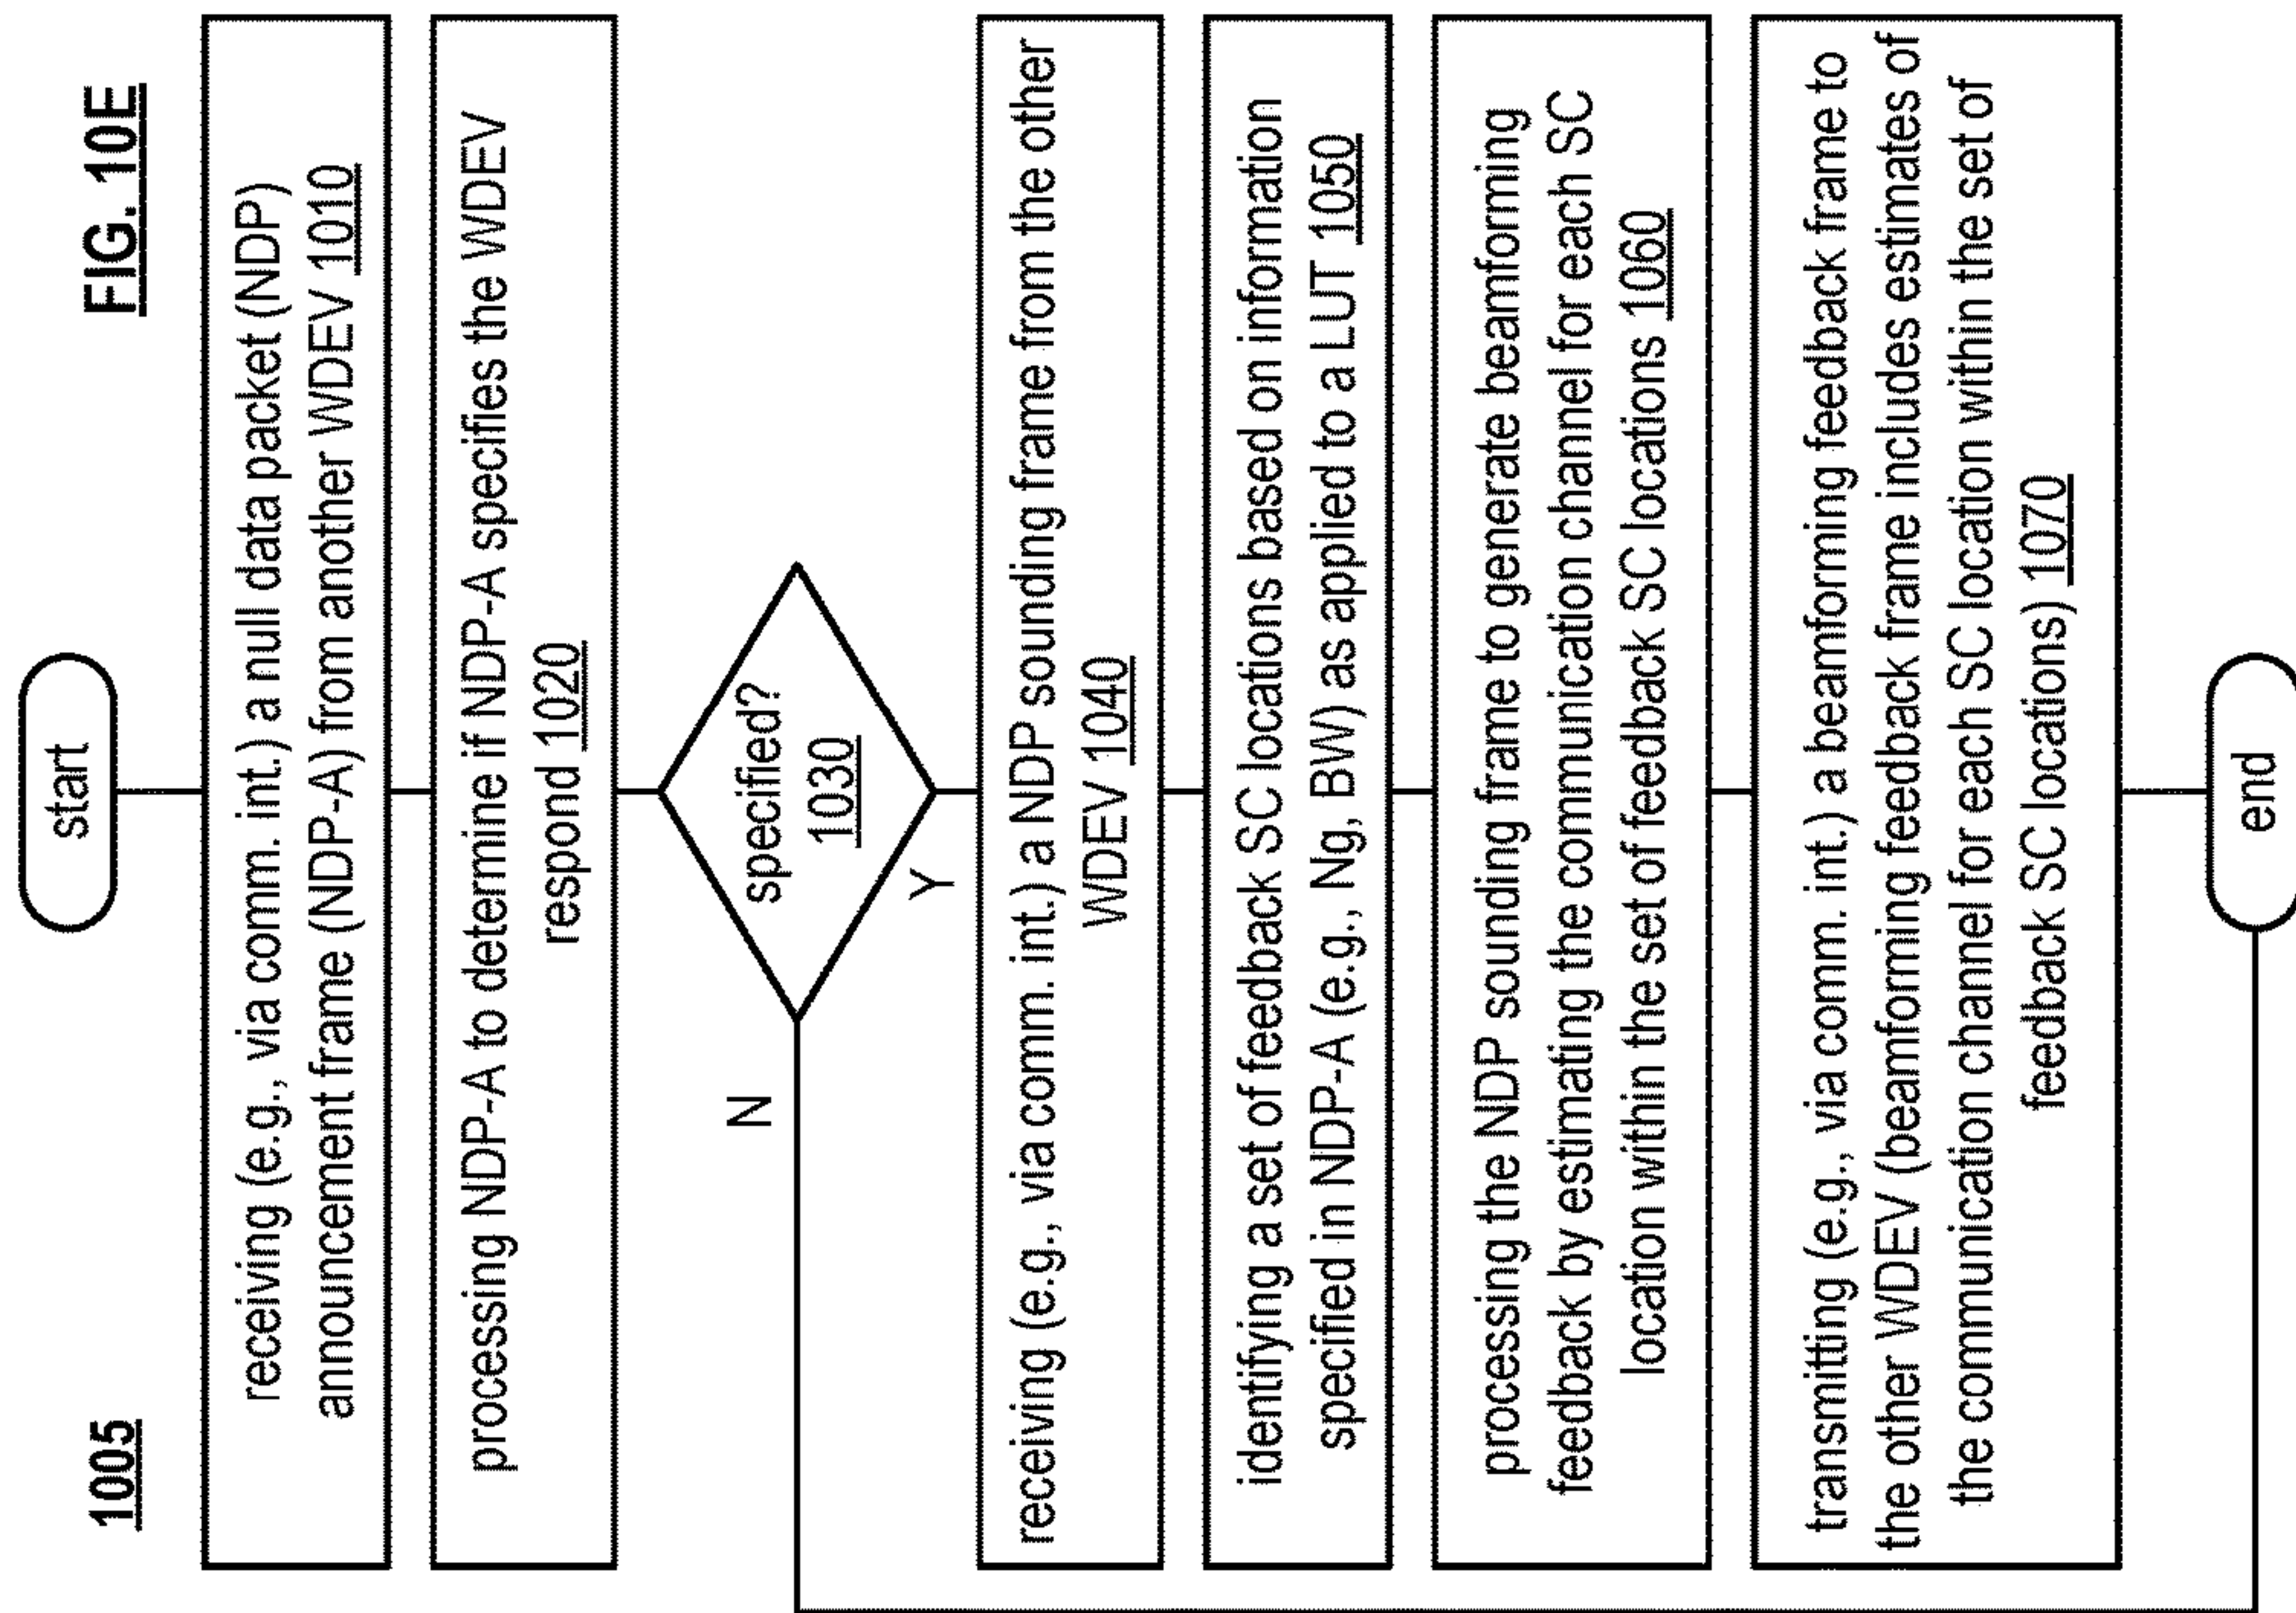 1005
FIG. 10E
start
receiving (e.g., via comm. int.) a null data packet (NDP)
announcement frame (NDP-A) from another WDEV 1010
processing NDP-A to determine if NDP-A specifies the WDEV
respond 1020
specified?
1030
N
Y
receiving (e.g., via comm. int.) a NDP sounding frame from the other
WDEV 1040
identifying a set of feedback SC locations based on information
specified in NDP-A (e.g., Ng, BW) as applied to a LUT 1050
processing the NDP sounding frame to generate beamforming
feedback by estimating the communication channel for each SC
location within the set of feedback SC locations 1060
transmitting (e.g., via comm. int.) a beamforming feedback frame to
the other WDEV (beamforming feedback frame includes estimates of
the communication channel for each SC location within the set of
feedback SC locations) 1070
end